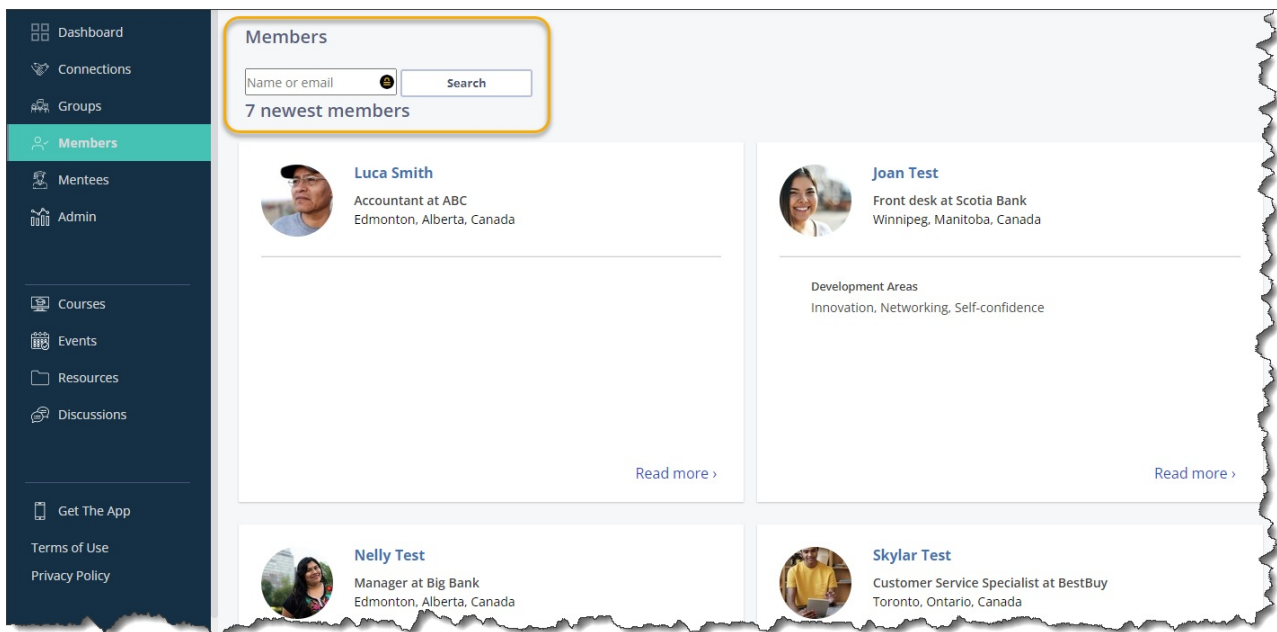 Dashboard
Connections
Groups
Members
Mentees
Admin
Courses
Events
Resources
Discussions
Get The App
Terms of Use
Privacy Policy
Members
Name or email
Search
7 newest members
Luca Smith
Accountant at ABC
Edmonton, Alberta, Canada
Read more ›
Joan Test
Front desk at Scotia Bank
Winnipeg, Manitoba, Canada
Development Areas
Innovation, Networking, Self-confidence
Read more ›
Nelly Test
Manager at Big Bank
Edmonton, Alberta, Canada
Skylar Test
Customer Service Specialist at BestBuy
Toronto, Ontario, Canada